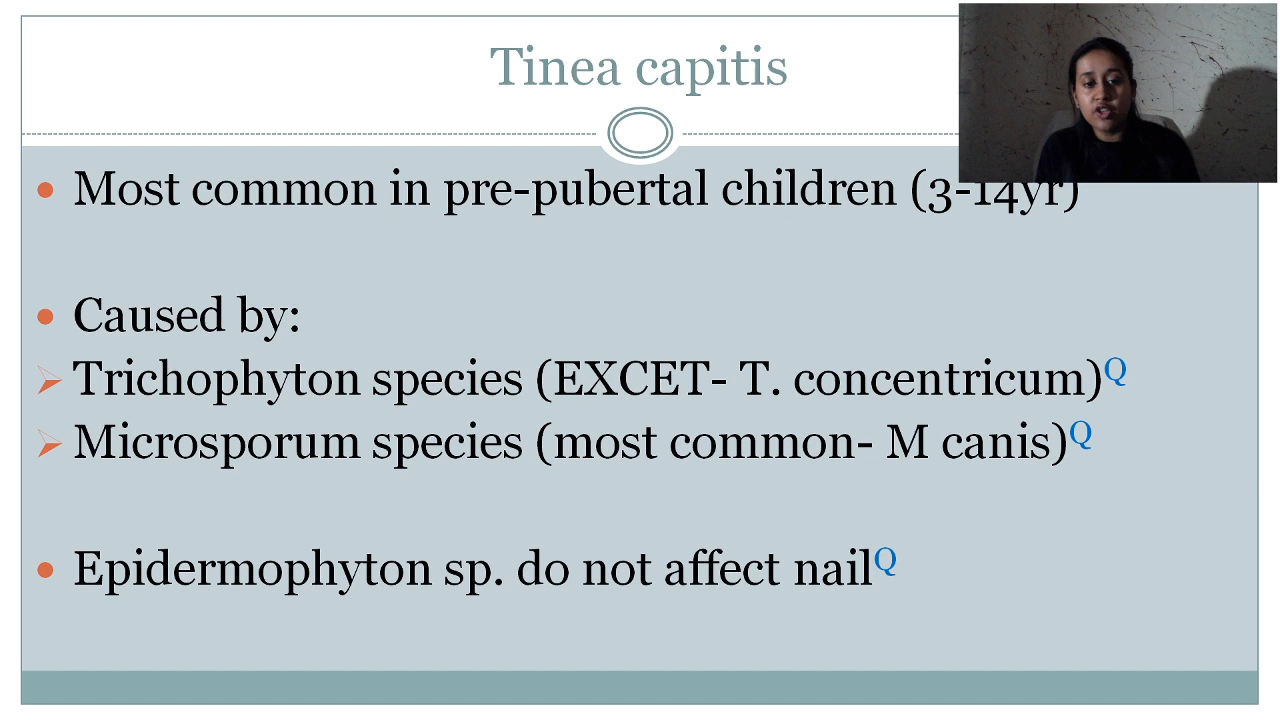 Tinea capitis
Most common in pre-pubertal children (3-14yr)
Caused by:
Trichophyton species (EXCET- T. concentricum)Q
Microsporum species (most common- M canis)Q
Epidermophyton sp. do not affect nailQ